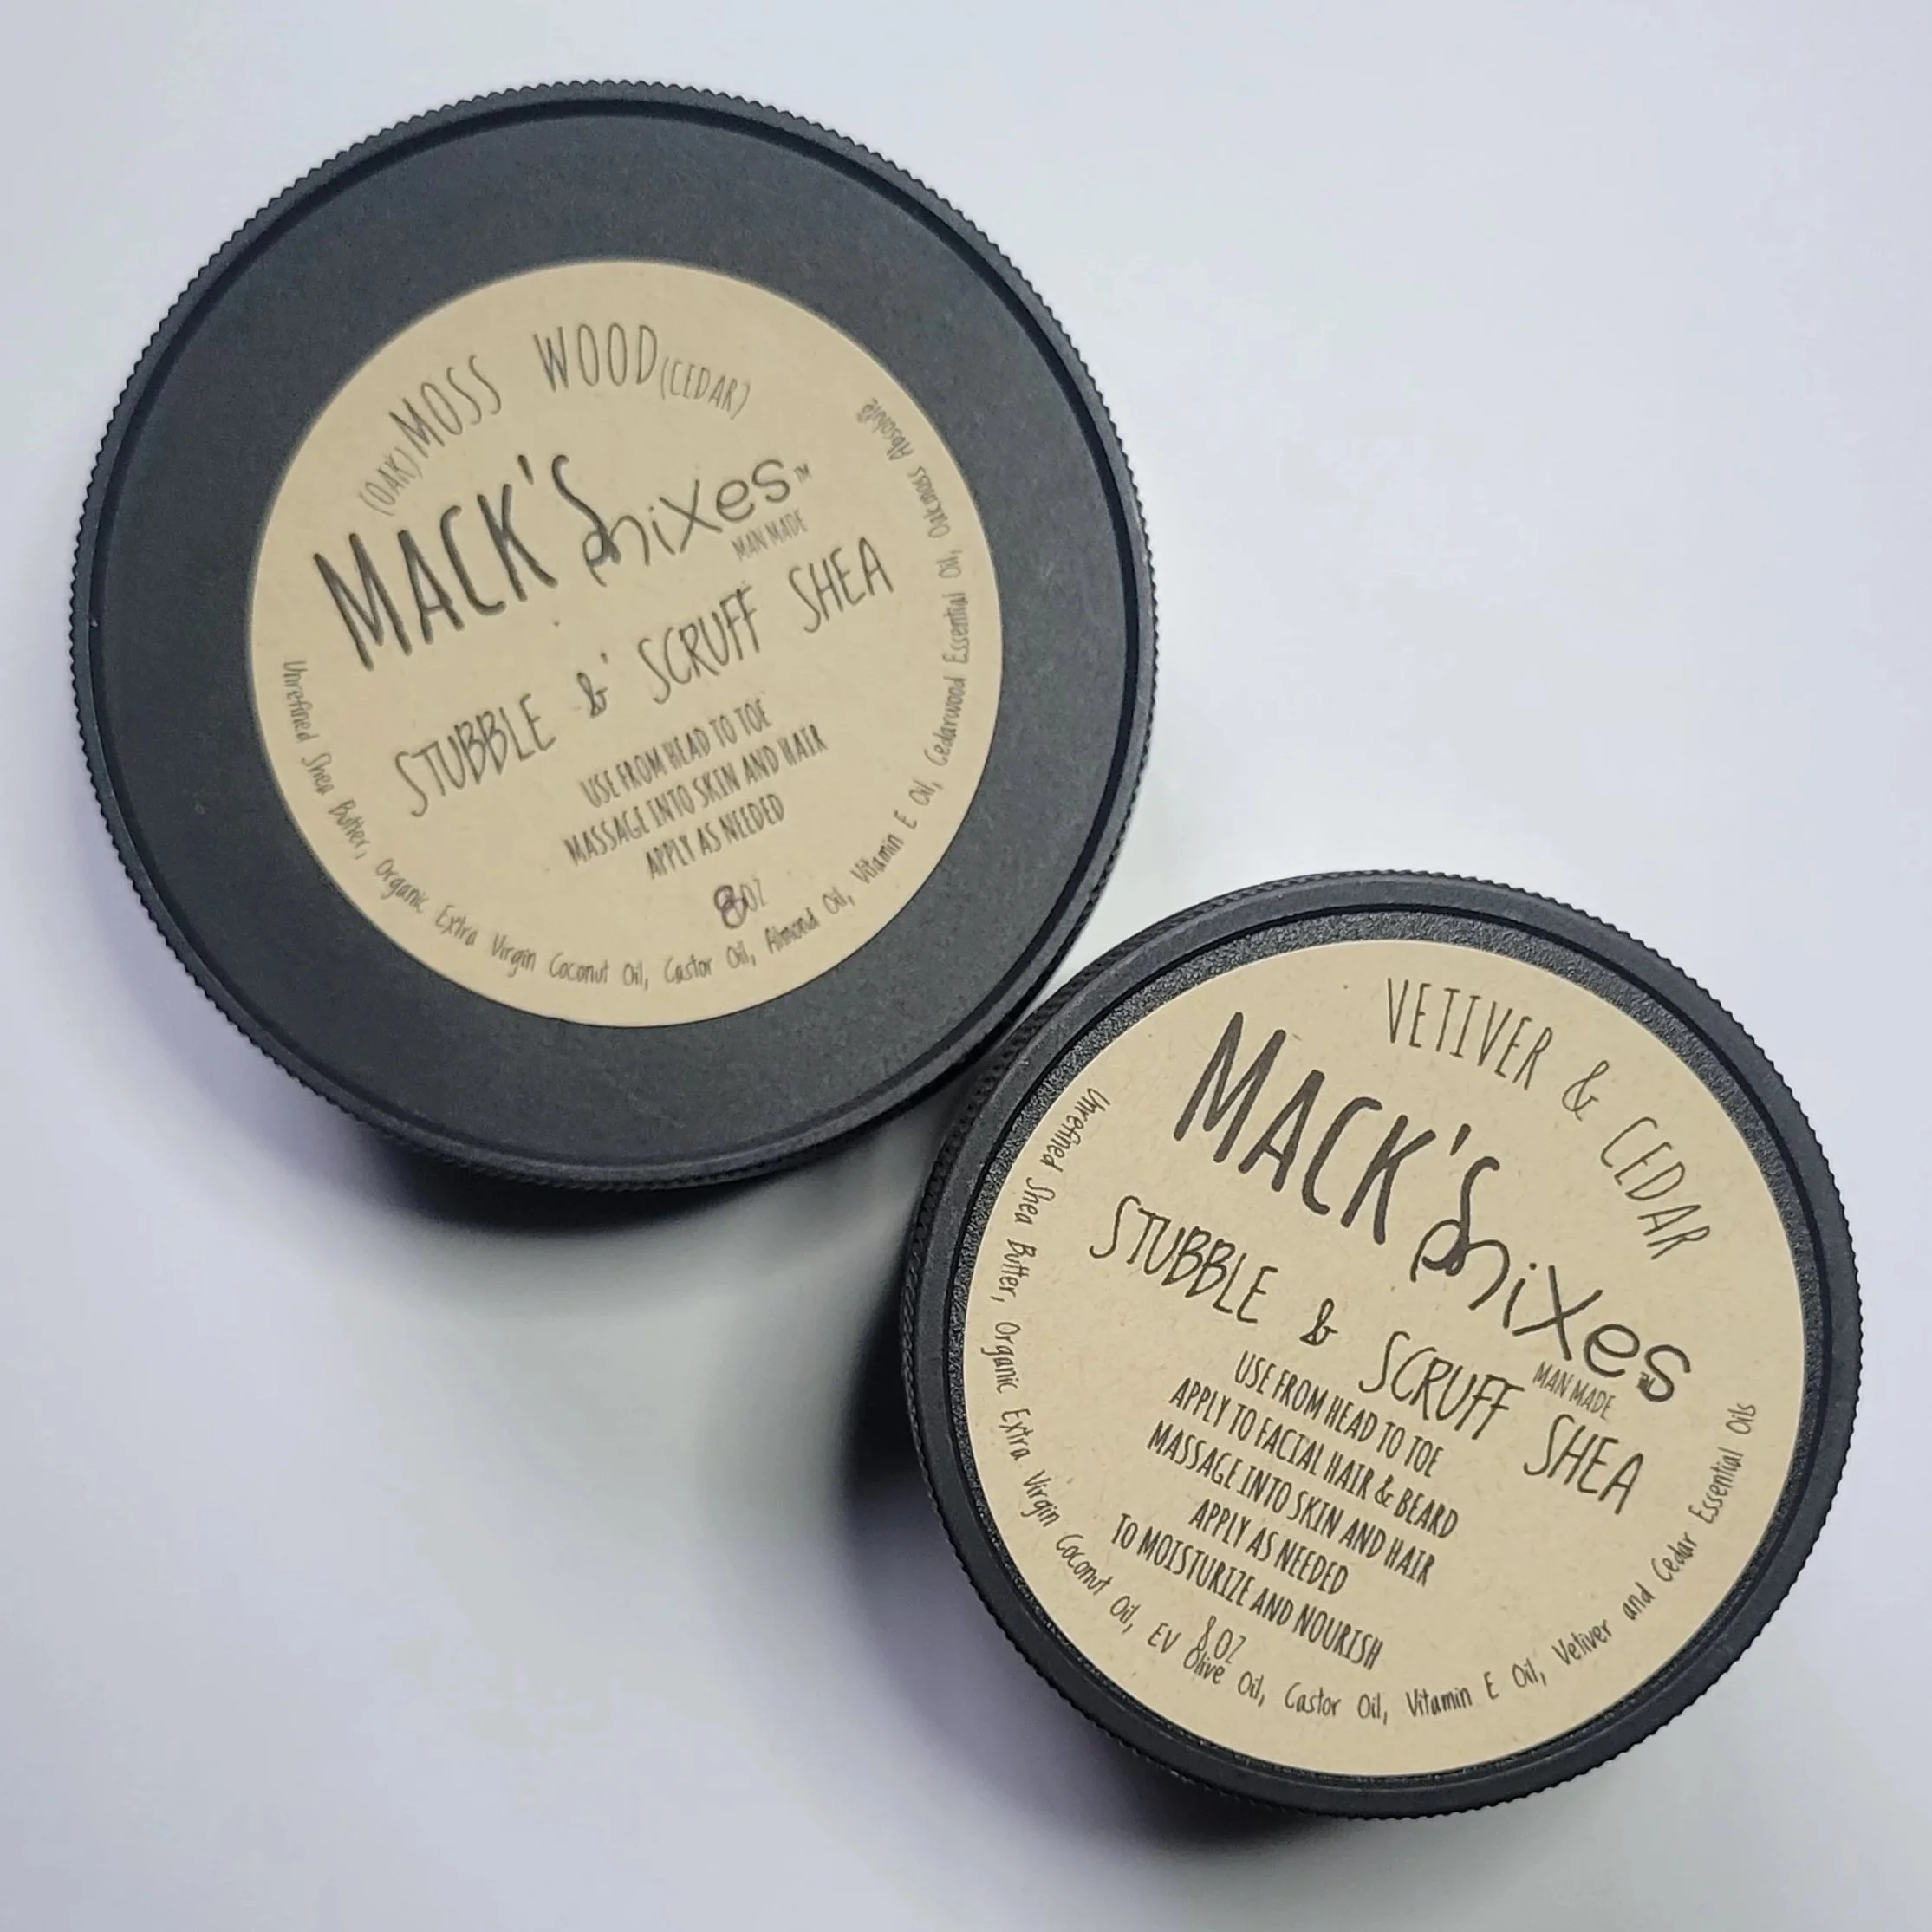 (OAK) MOSS WOOD (CEDAR)
MACK'S mixes™
MAN MADE
STUBBLE & SCRUFF SHEA
USE FROM HEAD TO TOE
MASSAGE INTO SKIN AND HAIR
APPLY AS NEEDED
8 OZ
Unrefined Shea Butter, Organic Extra Virgin Coconut Oil, Castor Oil, Almond Oil, Vitamin E Oil, Cedarwood Essential Oil, Oakmoss Absolute
VETIVER & CEDAR
MACK'S mixes™
MAN MADE
STUBBLE & SCRUFF SHEA
USE FROM HEAD TO TOE
APPLY TO FACIAL HAIR & BEARD
MASSAGE INTO SKIN AND HAIR
APPLY AS NEEDED
TO MOISTURIZE AND NOURISH
8 OZ
Unrefined Shea Butter, Organic Extra Virgin Coconut Oil, EV Olive Oil, Castor Oil, Vitamin E Oil, Vetiver and Cedar Essential Oils